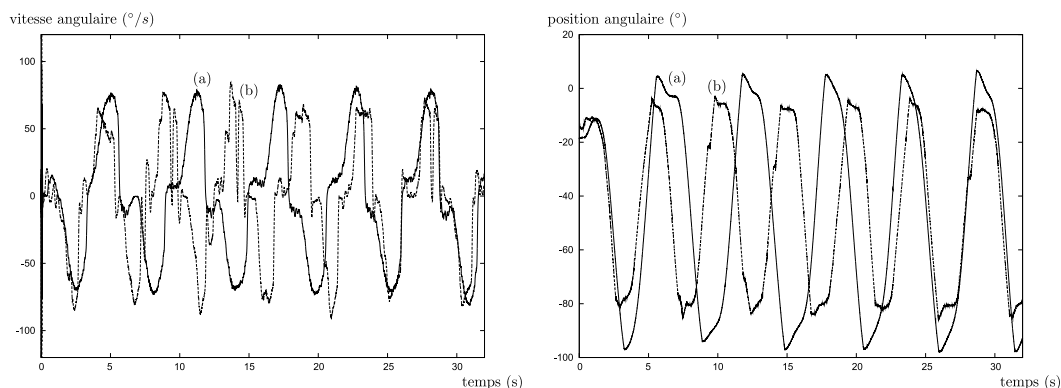 vitesse angulaire (°/s)
100
50
0
-50
-100
0 5 10 15 20 25 30
temps (s)
(a)
(b)
position angulaire (°)
20
0
-20
-40
-60
-80
-100
0 5 10 15 20 25 30
temps (s)
(a)
(b)